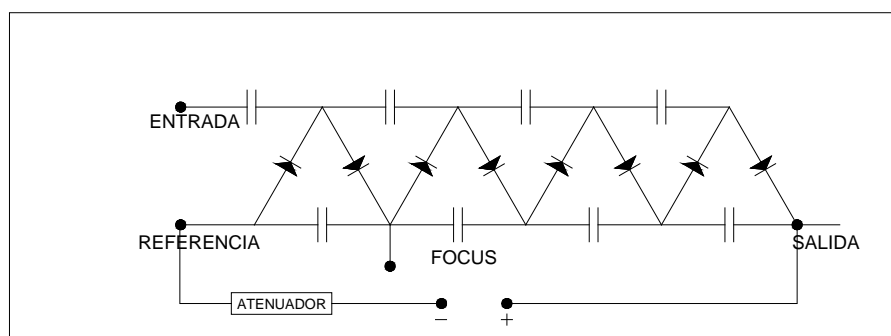 ENTRADA
REFERENCIA
FOCUS
SALIDA
ATENUADOR
– +